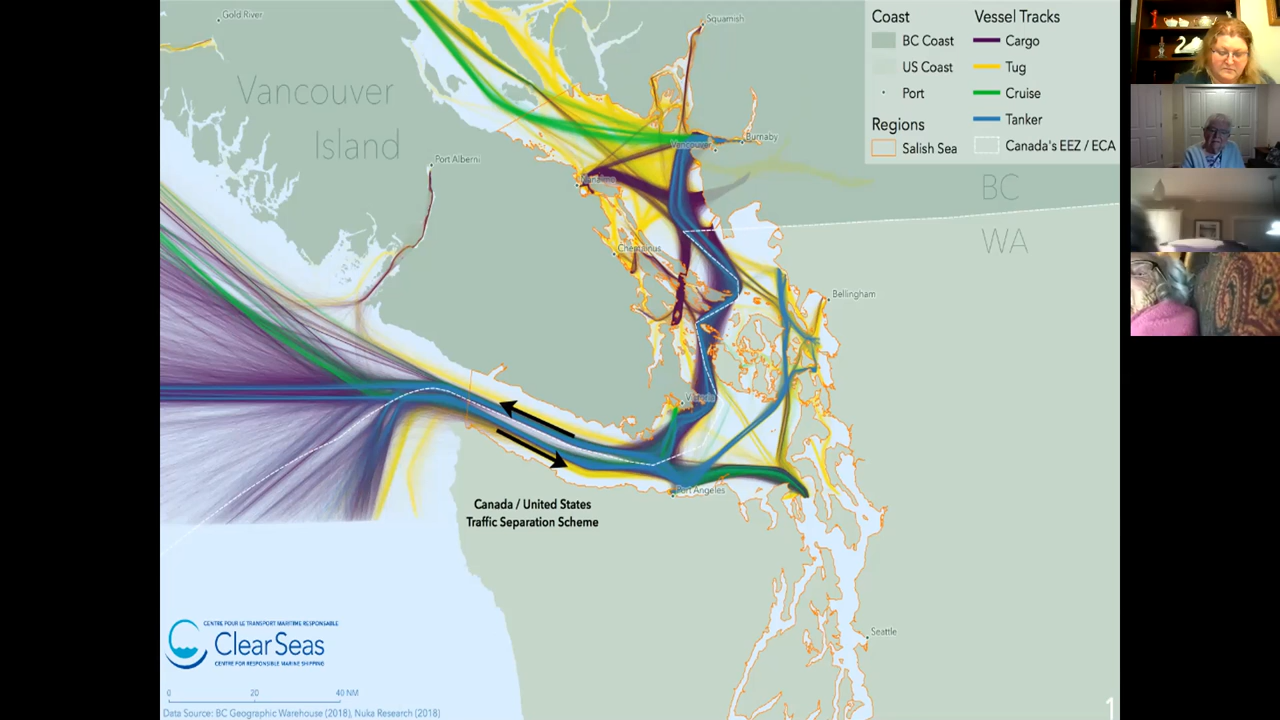 Gold River
Squamish
Vancouver
Island
Port Alberni
Burnaby
Vancouver
Nanaimo
Chemainus
Bellingham
Victoria
Port Angeles
Seattle
BC
WA
Coast
BC Coast
US Coast
Port
Regions
Salish Sea
Vessel Tracks
Cargo
Tug
Cruise
Tanker
Canada's EEZ / ECA
Canada / United States
Traffic Separation Scheme
CENTRE POUR LE TRANSPORT MARITIME RESPONSABLE
Clear Seas
CENTRE FOR RESPONSIBLE MARINE SHIPPING
0 20 40 NM
Data Source: BC Geographic Warehouse (2018), Nuka Research (2018)
1